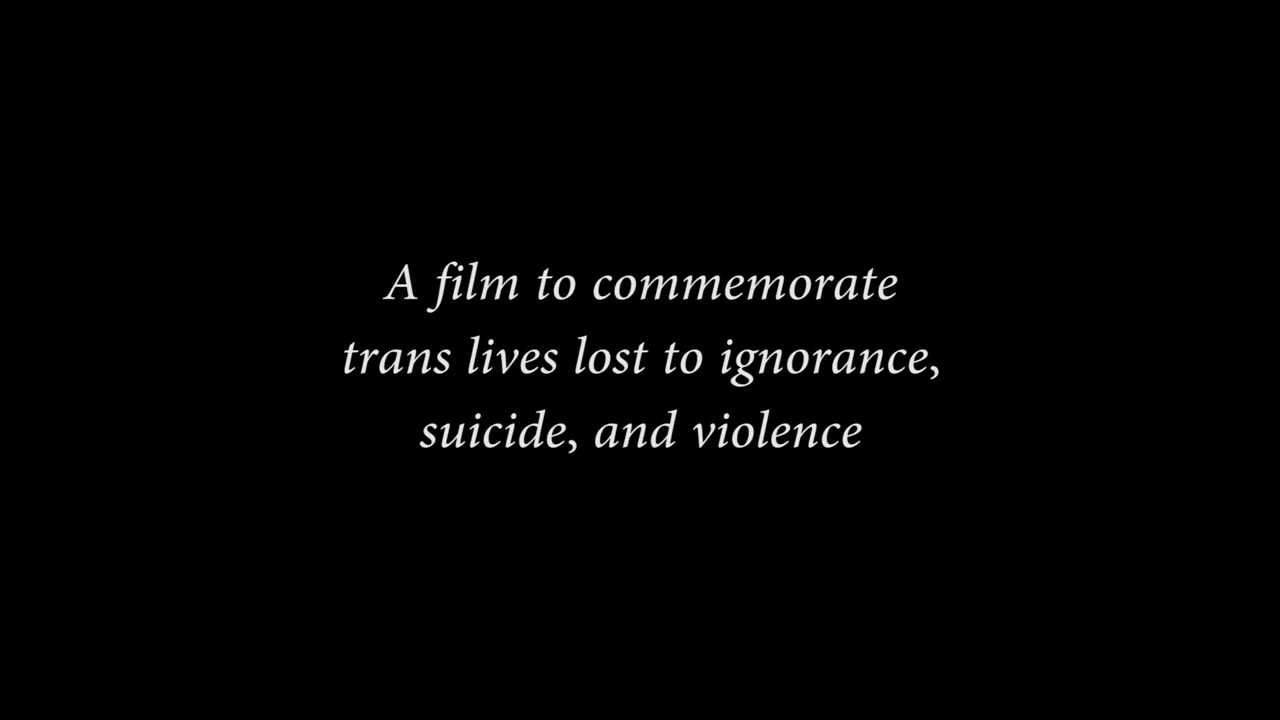 A film to commemorate
trans lives lost to ignorance,
suicide, and violence